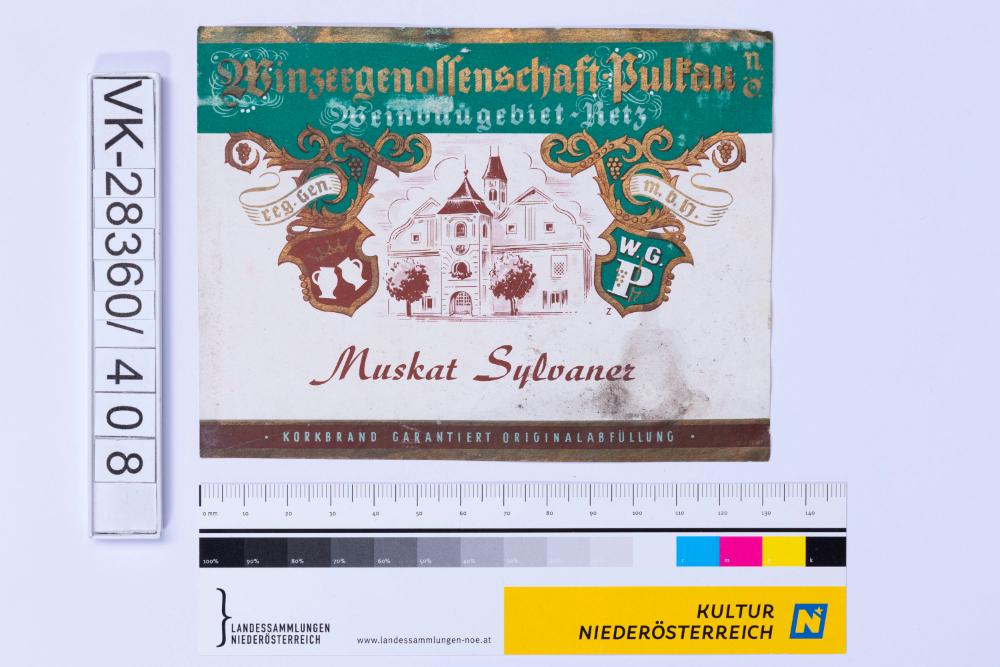 VK-28360/408
Winzergenossenschaft-Pulkau N.Ö.
Weinbaugebiet-Retz
reg. Gen.
m. b. H.
W. G.
P
Z
Muskat Sylvaner
· KORKBRAND GARANTIERT ORIGINALABFÜLLUNG ·
0 mm 10 20 30 40 50 60 70 80 90 100 110 120 130 140
100% 90% 80% 70% 60% 50% 40% 30% 20% 10% c m y k
LANDESSAMMLUNGEN
NIEDERÖSTERREICH
www.landessammlungen-noe.at
KULTUR
NIEDERÖSTERREICH
N